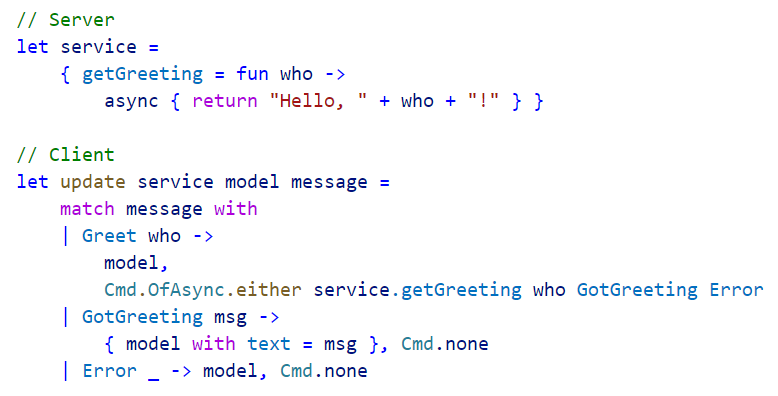 // Server
let service =
    { getGreeting = fun who ->
        async { return "Hello, " + who + "!" } }

// Client
let update service model message =
    match message with
    | Greet who ->
        model,
        Cmd.OfAsync.either service.getGreeting who GotGreeting Error
    | GotGreeting msg ->
        { model with text = msg }, Cmd.none
    | Error _ -> model, Cmd.none